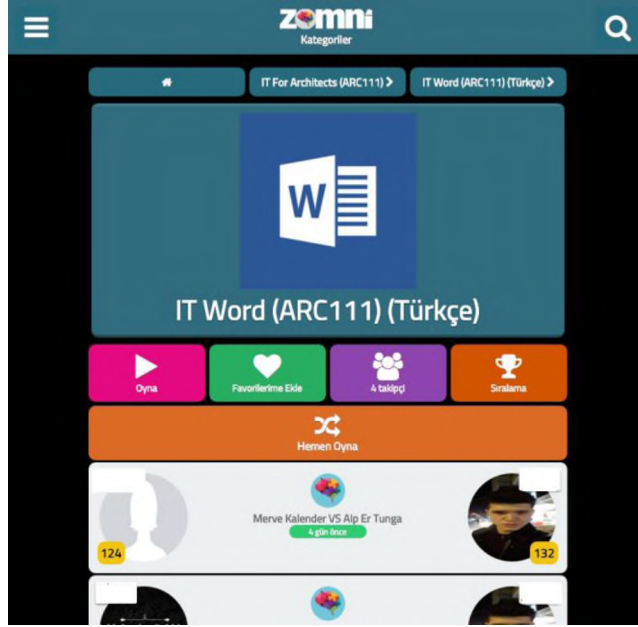 zomni
Kategoriler
IT For Architects (ARC111)
IT Word (ARC111) (Türkçe)
W
IT Word (ARC111) (Türkçe)
Oyna
Favorilerime Ekle
4 takipçi
Sıralama
Hemen Oyna
Merve Kalender VS Alp Er Tunga
4 gün önce
124
132